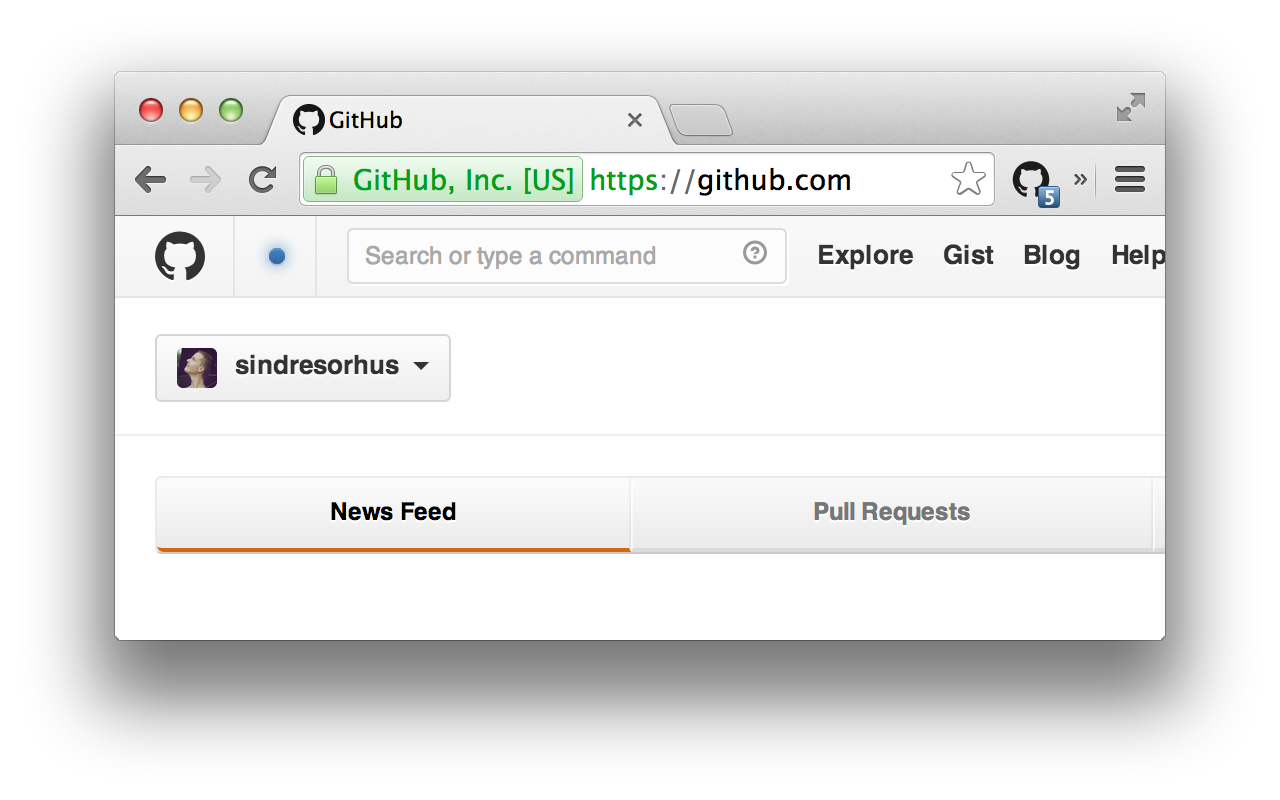 GitHub
GitHub, Inc. [US] https://github.com
5
Search or type a command
Explore Gist Blog Help
sindresorhus
News Feed Pull Requests